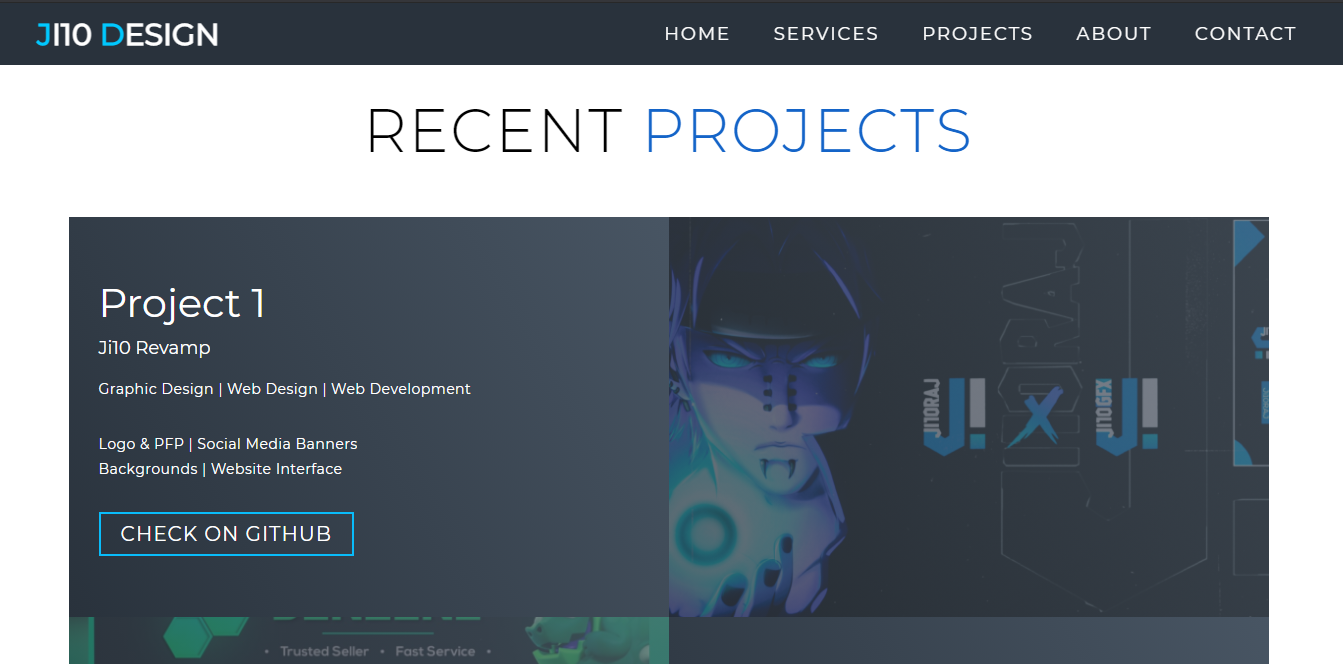 JI10 DESIGN
HOME SERVICES PROJECTS ABOUT CONTACT
RECENT PROJECTS
Project 1
Ji10 Revamp
Graphic Design | Web Design | Web Development
Logo & PFP | Social Media Banners
Backgrounds | Website Interface
CHECK ON GITHUB
JI10RAJ
J!
X
JI10GFX
J!
• Trusted Seller • Fast Service •